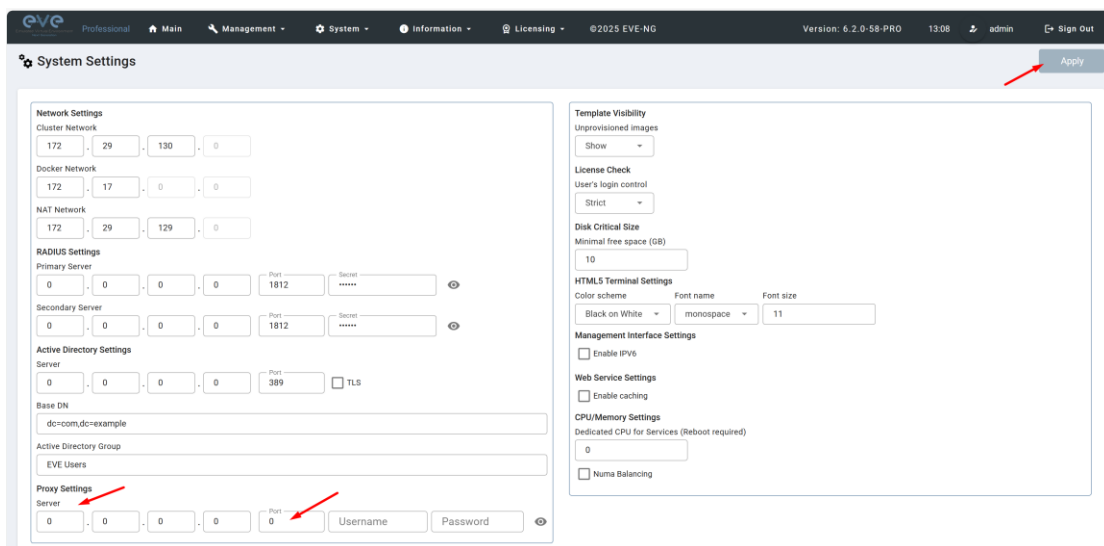 eve Professional Main Management System Information Licensing ©2025 EVE-NG Version: 6.2.0-58-PRO 13:08 admin Sign Out
System Settings
Apply
Network Settings
Cluster Network
172 . 29 . 130 . 0
Docker Network
172 . 17 . 0 . 0
NAT Network
172 . 29 . 129 . 0
RADIUS Settings
Primary Server
Port
Secret
0 . 0 . 0 . 0 1812 ••••••
Secondary Server
Port
Secret
0 . 0 . 0 . 0 1812 ••••••
Active Directory Settings
Server
Port
0 . 0 . 0 . 0 389 TLS
Base DN
dc=com,dc=example
Active Directory Group
EVE Users
Proxy Settings
Server
Port
0 . 0 . 0 . 0 0 Username Password
Template Visibility
Unprovisioned images
Show
License Check
User's login control
Strict
Disk Critical Size
Minimal free space (GB)
10
HTML5 Terminal Settings
Color scheme Font name Font size
Black on White monospace 11
Management Interface Settings
Enable IPV6
Web Service Settings
Enable caching
CPU/Memory Settings
Dedicated CPU for Services (Reboot required)
0
Numa Balancing